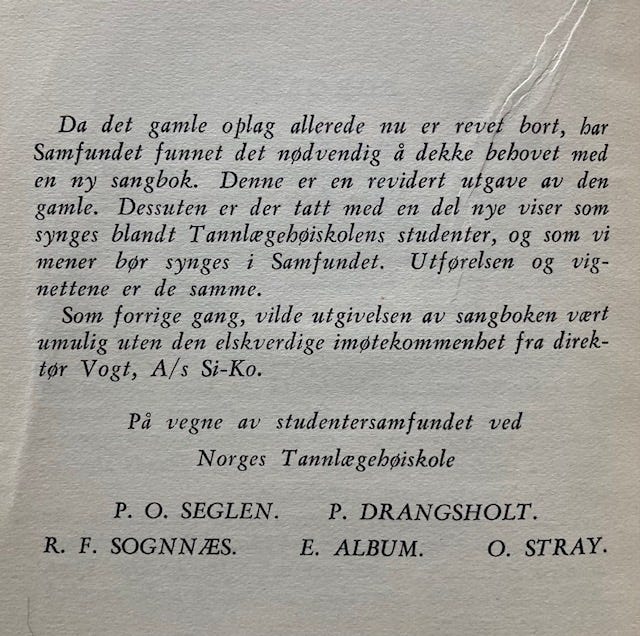 Da det gamle oplag allerede nu er revet bort, har
Samfundet funnet det nødvendig å dekke behovet med
en ny sangbok. Denne er en revidert utgave av den
gamle. Dessuten er der tatt med en del nye viser som
synges blandt Tannlægehøiskolens studenter, og som vi
mener bør synges i Samfundet. Utførelsen og vig-
nettene er de samme.
Som forrige gang, vilde utgivelsen av sangboken vært
umulig uten den elskverdige imøtekommenhet fra direk-
tør Vogt, A/s Si-Ko.
På vegne av studentersamfundet ved
Norges Tannlægehøiskole
P. O. SEGLEN. P. DRANGSHOLT.
R. F. SOGNNÆS. E. ALBUM. O. STRAY.